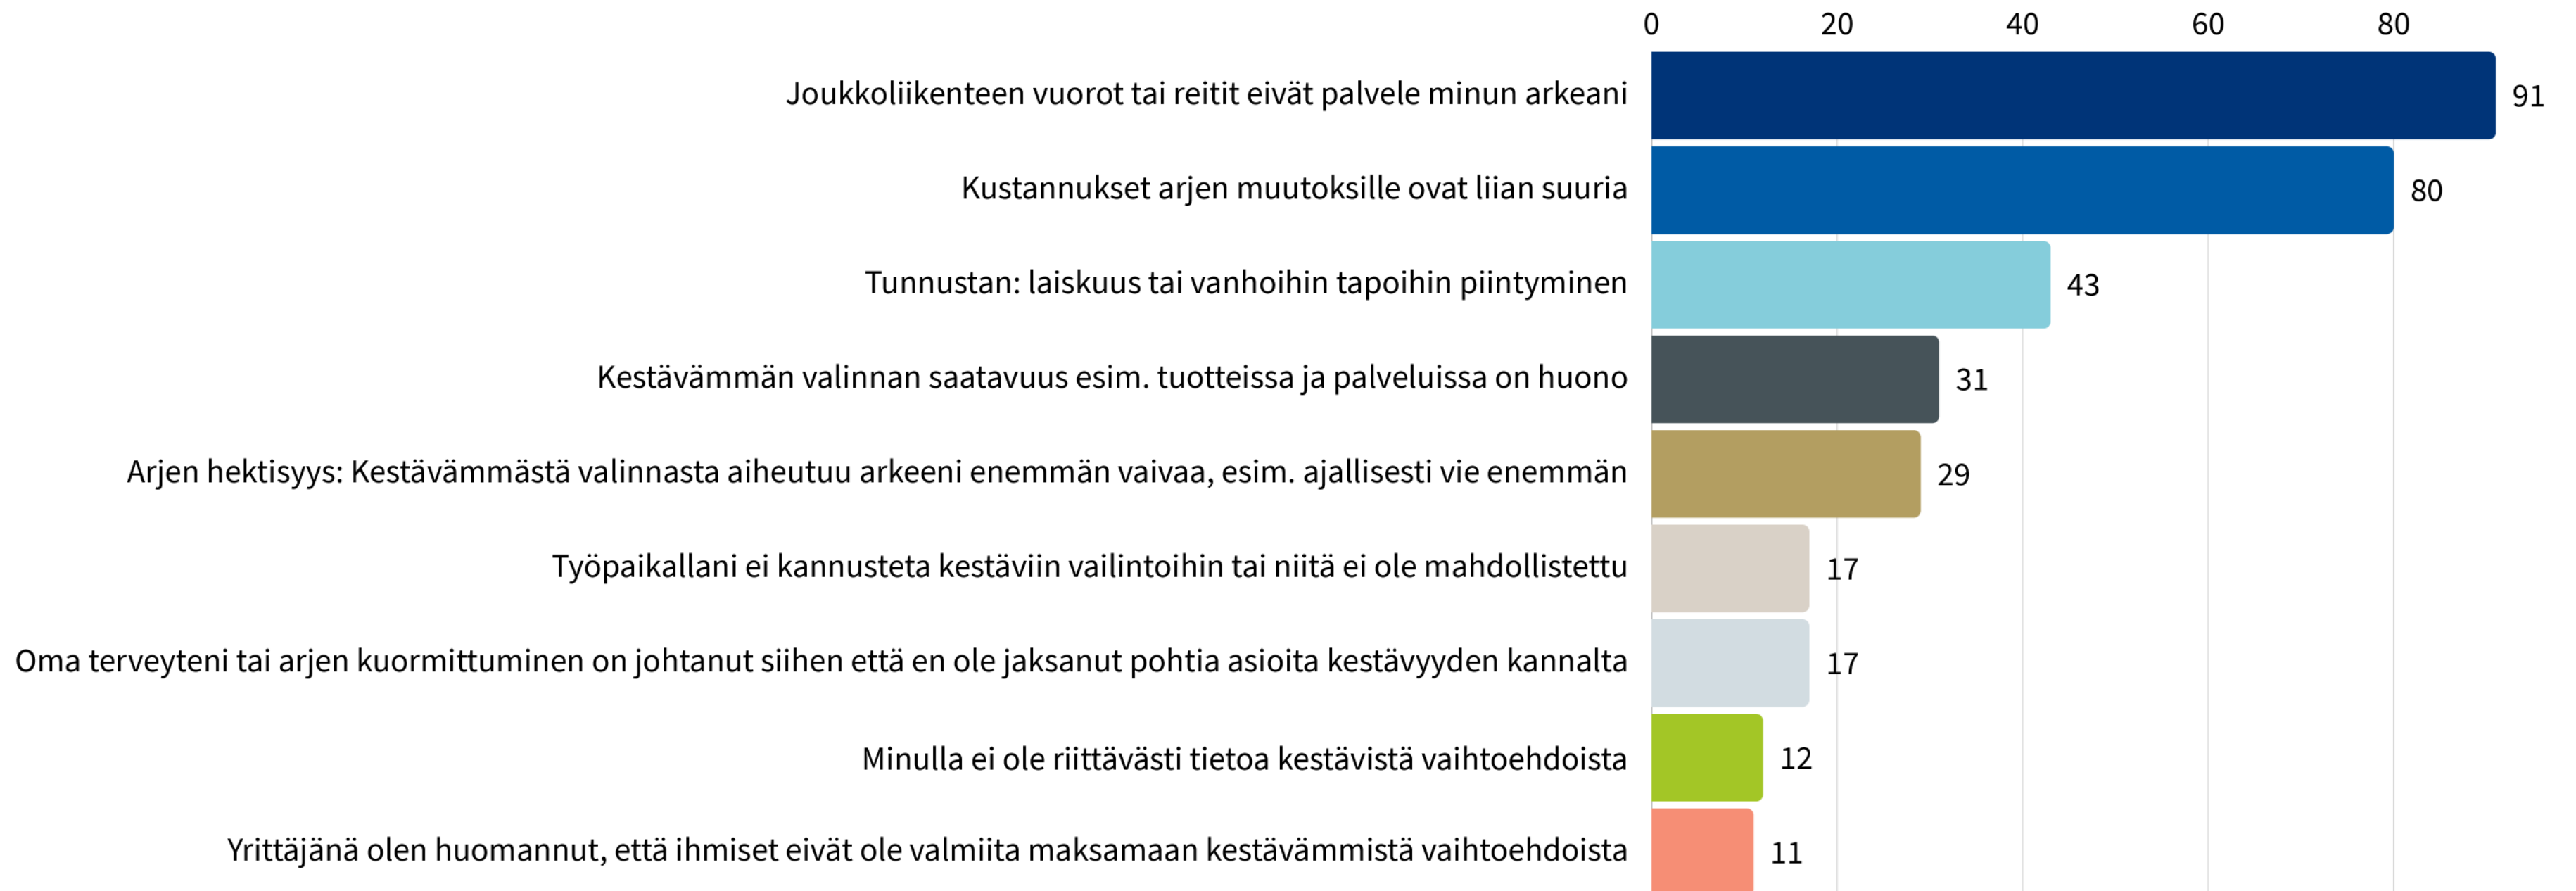 0 20 40 60 80
Joukkoliikenteen vuorot tai reitit eivät palvele minun arkeani 91
Kustannukset arjen muutoksille ovat liian suuria 80
Tunnustan: laiskuus tai vanhoihin tapoihin piintyminen 43
Kestävämmän valinnan saatavuus esim. tuotteissa ja palveluissa on huono 31
Arjen hektisyys: Kestävämmästä valinnasta aiheutuu arkeeni enemmän vaivaa, esim. ajallisesti vie enemmän 29
Työpaikallani ei kannusteta kestäviin vailintoihin tai niitä ei ole mahdollistettu 17
Oma terveyteni tai arjen kuormittuminen on johtanut siihen että en ole jaksanut pohtia asioita kestävyyden kannalta 17
Minulla ei ole riittävästi tietoa kestävistä vaihtoehdoista 12
Yrittäjänä olen huomannut, että ihmiset eivät ole valmiita maksamaan kestävämmistä vaihtoehdoista 11